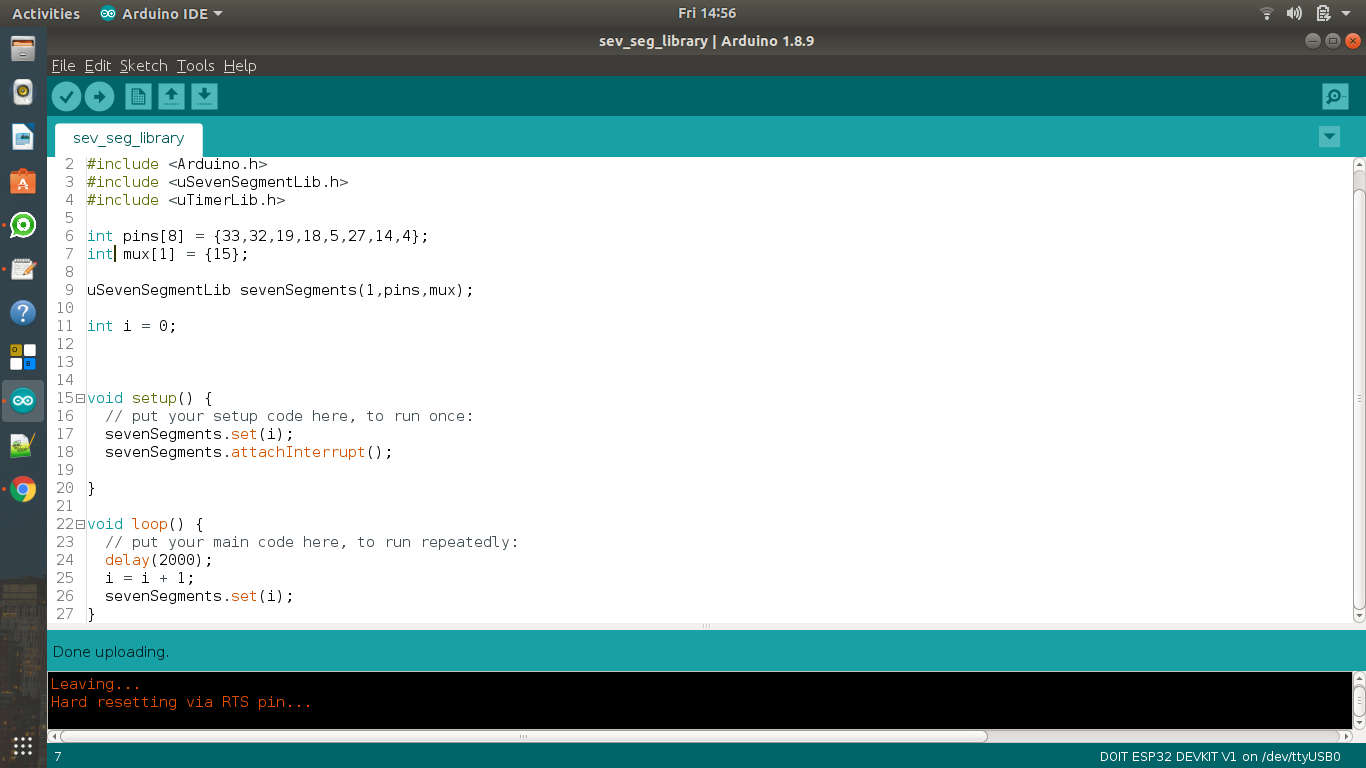 Activities Arduino IDE Fri 14:56
sev_seg_library | Arduino 1.8.9
File Edit Sketch Tools Help
sev_seg_library
2 #include <Arduino.h>
3 #include <uSevenSegmentLib.h>
4 #include <uTimerLib.h>
5
6 int pins[8] = {33,32,19,18,5,27,14,4};
7 int mux[1] = {15};
8
9 uSevenSegmentLib sevenSegments(1,pins,mux);
10
11 int i = 0;
12
13
14
15 void setup() {
16 // put your setup code here, to run once:
17 sevenSegments.set(i);
18 sevenSegments.attachInterrupt();
19
20 }
21
22 void loop() {
23 // put your main code here, to run repeatedly:
24 delay(2000);
25 i = i + 1;
26 sevenSegments.set(i);
27 }
Done uploading.
Leaving...
Hard resetting via RTS pin...
7 DOIT ESP32 DEVKIT V1 on /dev/ttyUSB0